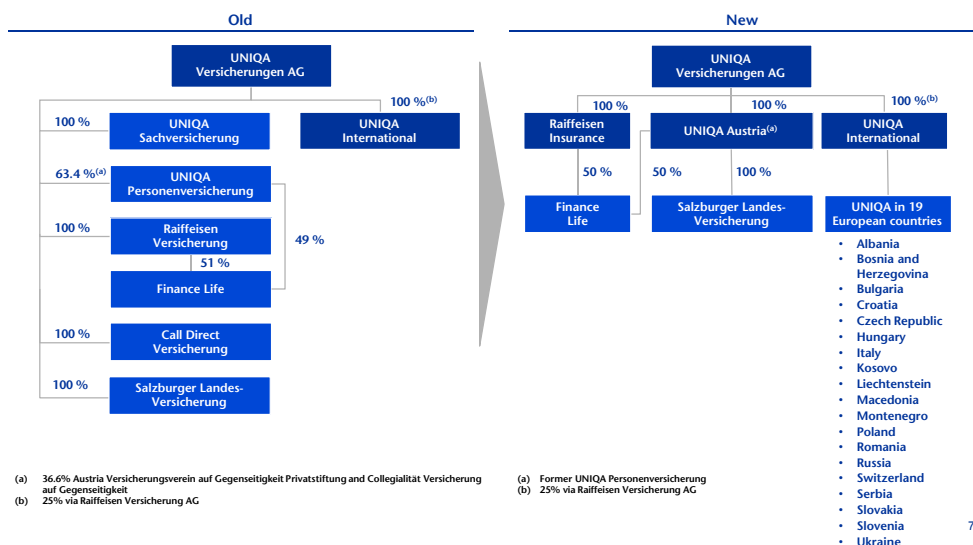 Old
UNIQA
Versicherungen AG
100 %(b)
100 %
UNIQA
Sachversicherung
UNIQA
International
63.4 %(a)
UNIQA
Personenversicherung
100 %
Raiffeisen
Versicherung
49 %
51 %
Finance Life
100 %
Call Direct
Versicherung
100 %
Salzburger Landes-
Versicherung
(a) 36.6% Austria Versicherungsverein auf Gegenseitigkeit Privatstiftung and Collegialität Versicherung
auf Gegenseitigkeit
(b) 25% via Raiffeisen Versicherung AG
New
UNIQA
Versicherungen AG
100 %
100 %
100 %(b)
Raiffeisen
Insurance
UNIQA Austria(a)
UNIQA
International
50 %
50 %
100 %
Finance
Life
Salzburger Landes-
Versicherung
UNIQA in 19
European countries
• Albania
• Bosnia and
Herzegovina
• Bulgaria
• Croatia
• Czech Republic
• Hungary
• Italy
• Kosovo
• Liechtenstein
• Macedonia
• Montenegro
• Poland
• Romania
• Russia
• Switzerland
• Serbia
• Slovakia
• Slovenia
• Ukraine
(a) Former UNIQA Personenversicherung
(b) 25% via Raiffeisen Versicherung AG
7